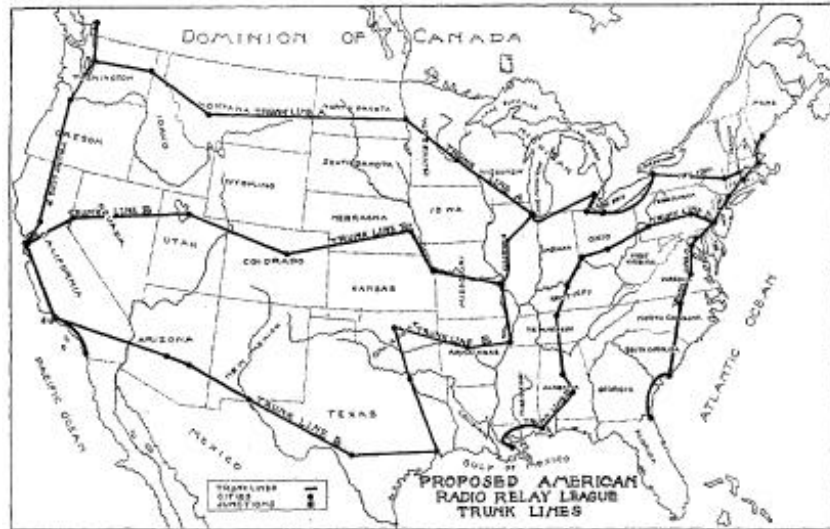 DOMINION OF CANADA
WASHINGTON
MONTANA TRUNK LINE A
NORTH DAKOTA
MAINE
OREGON
IDAHO
SOUTH DAKOTA
WYOMING
IOWA
NEBRASKA
NEVADA
TRUNK LINE B
UTAH
TRUNK LINE B
OHIO
INDIANA
CALIFORNIA
COLORADO
KANSAS
MISSOURI
KENTUCKY
WEST VIRGINIA
NORTH CAROLINA
TENNESSEE
ARIZONA
NEW MEXICO
ARKANSAS
SOUTH CAROLINA
ALABAMA
GEORGIA
TEXAS
TRUNK LINE
MISSISSIPPI
FLORIDA
PACIFIC OCEAN
ATLANTIC OCEAN
MEXICO
GULF OF MEXICO
TRUNK LINES
CITIES
JUNCTIONS
PROPOSED AMERICAN
RADIO RELAY LEAGUE
TRUNK LINES